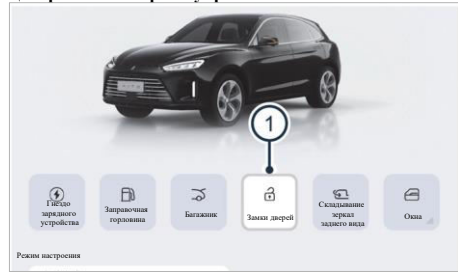 1
Гнездо
зарядного
устройства
Заправочная
горловина
Багажник
Замки дверей
Складывание
зеркал
заднего вида
Окна
Режим настроения